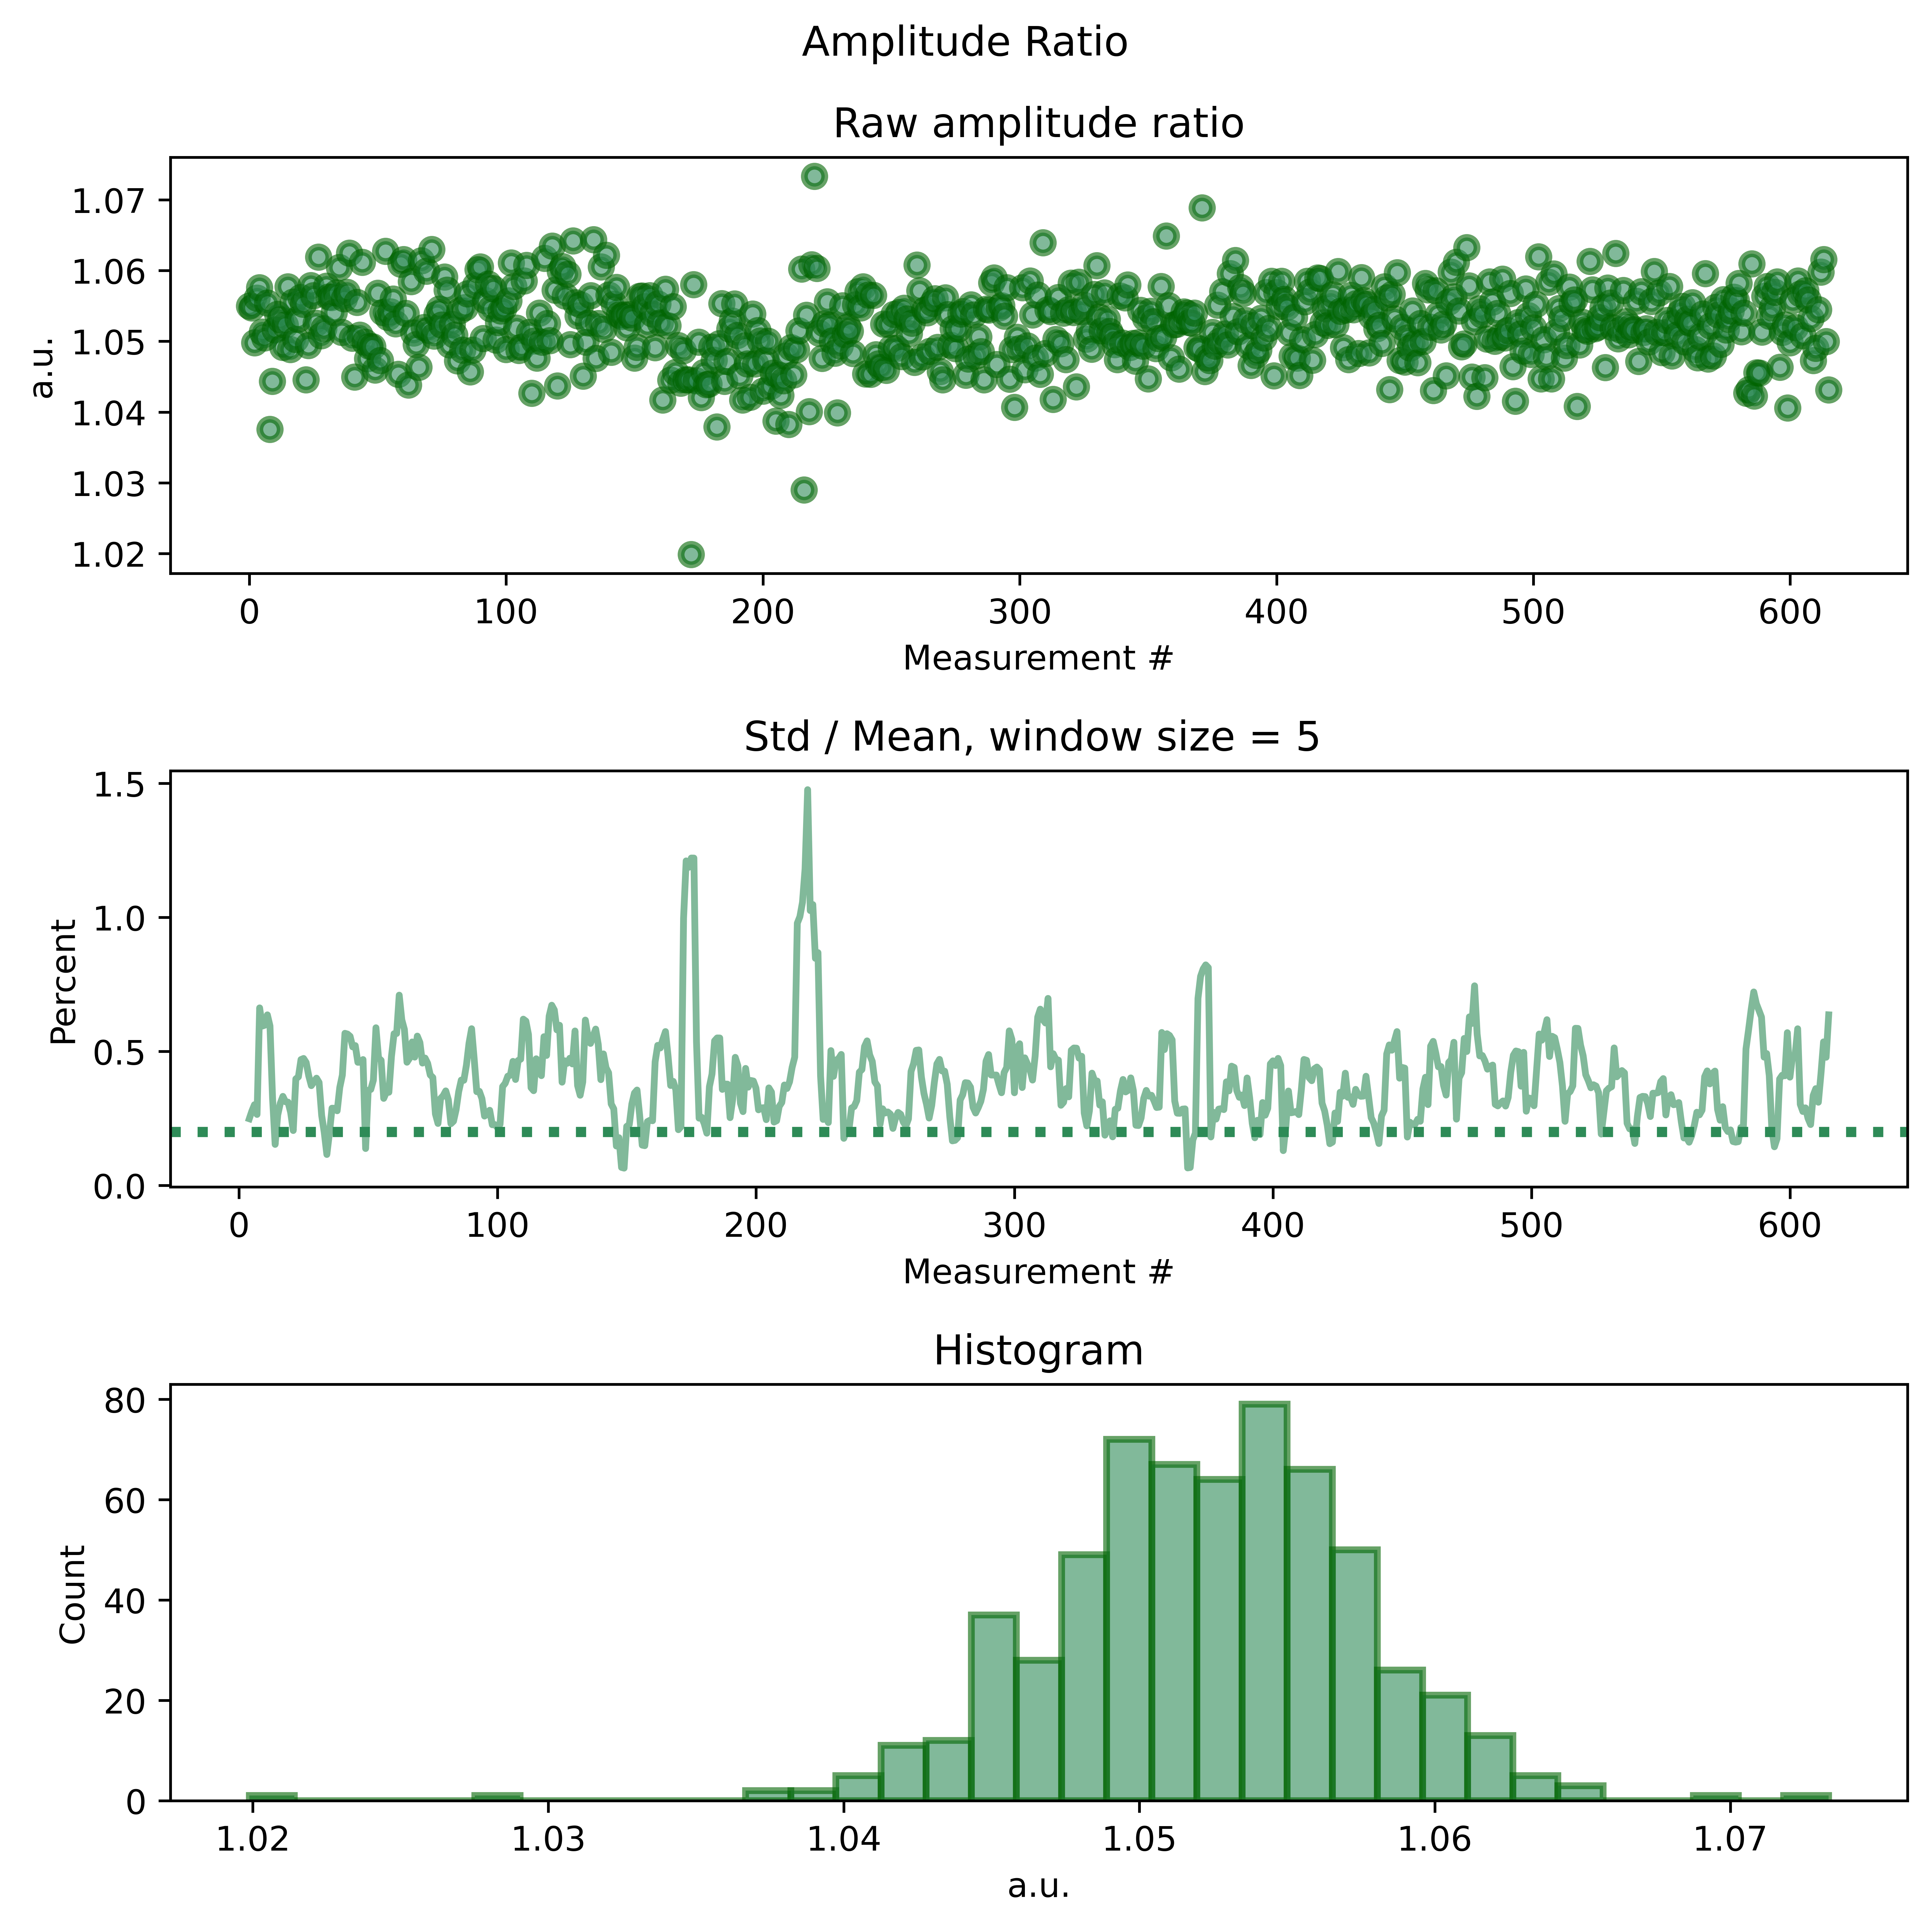 Amplitude Ratio
Raw amplitude ratio
1.07
1.06
1.05
1.04
1.03
1.02
a.u.
0 100 200 300 400 500 600
Measurement #
Std / Mean, window size = 5
1.5
1.0
0.5
0.0
Percent
0 100 200 300 400 500 600
Measurement #
Histogram
80
60
40
20
0
Count
1.02 1.03 1.04 1.05 1.06 1.07
a.u.